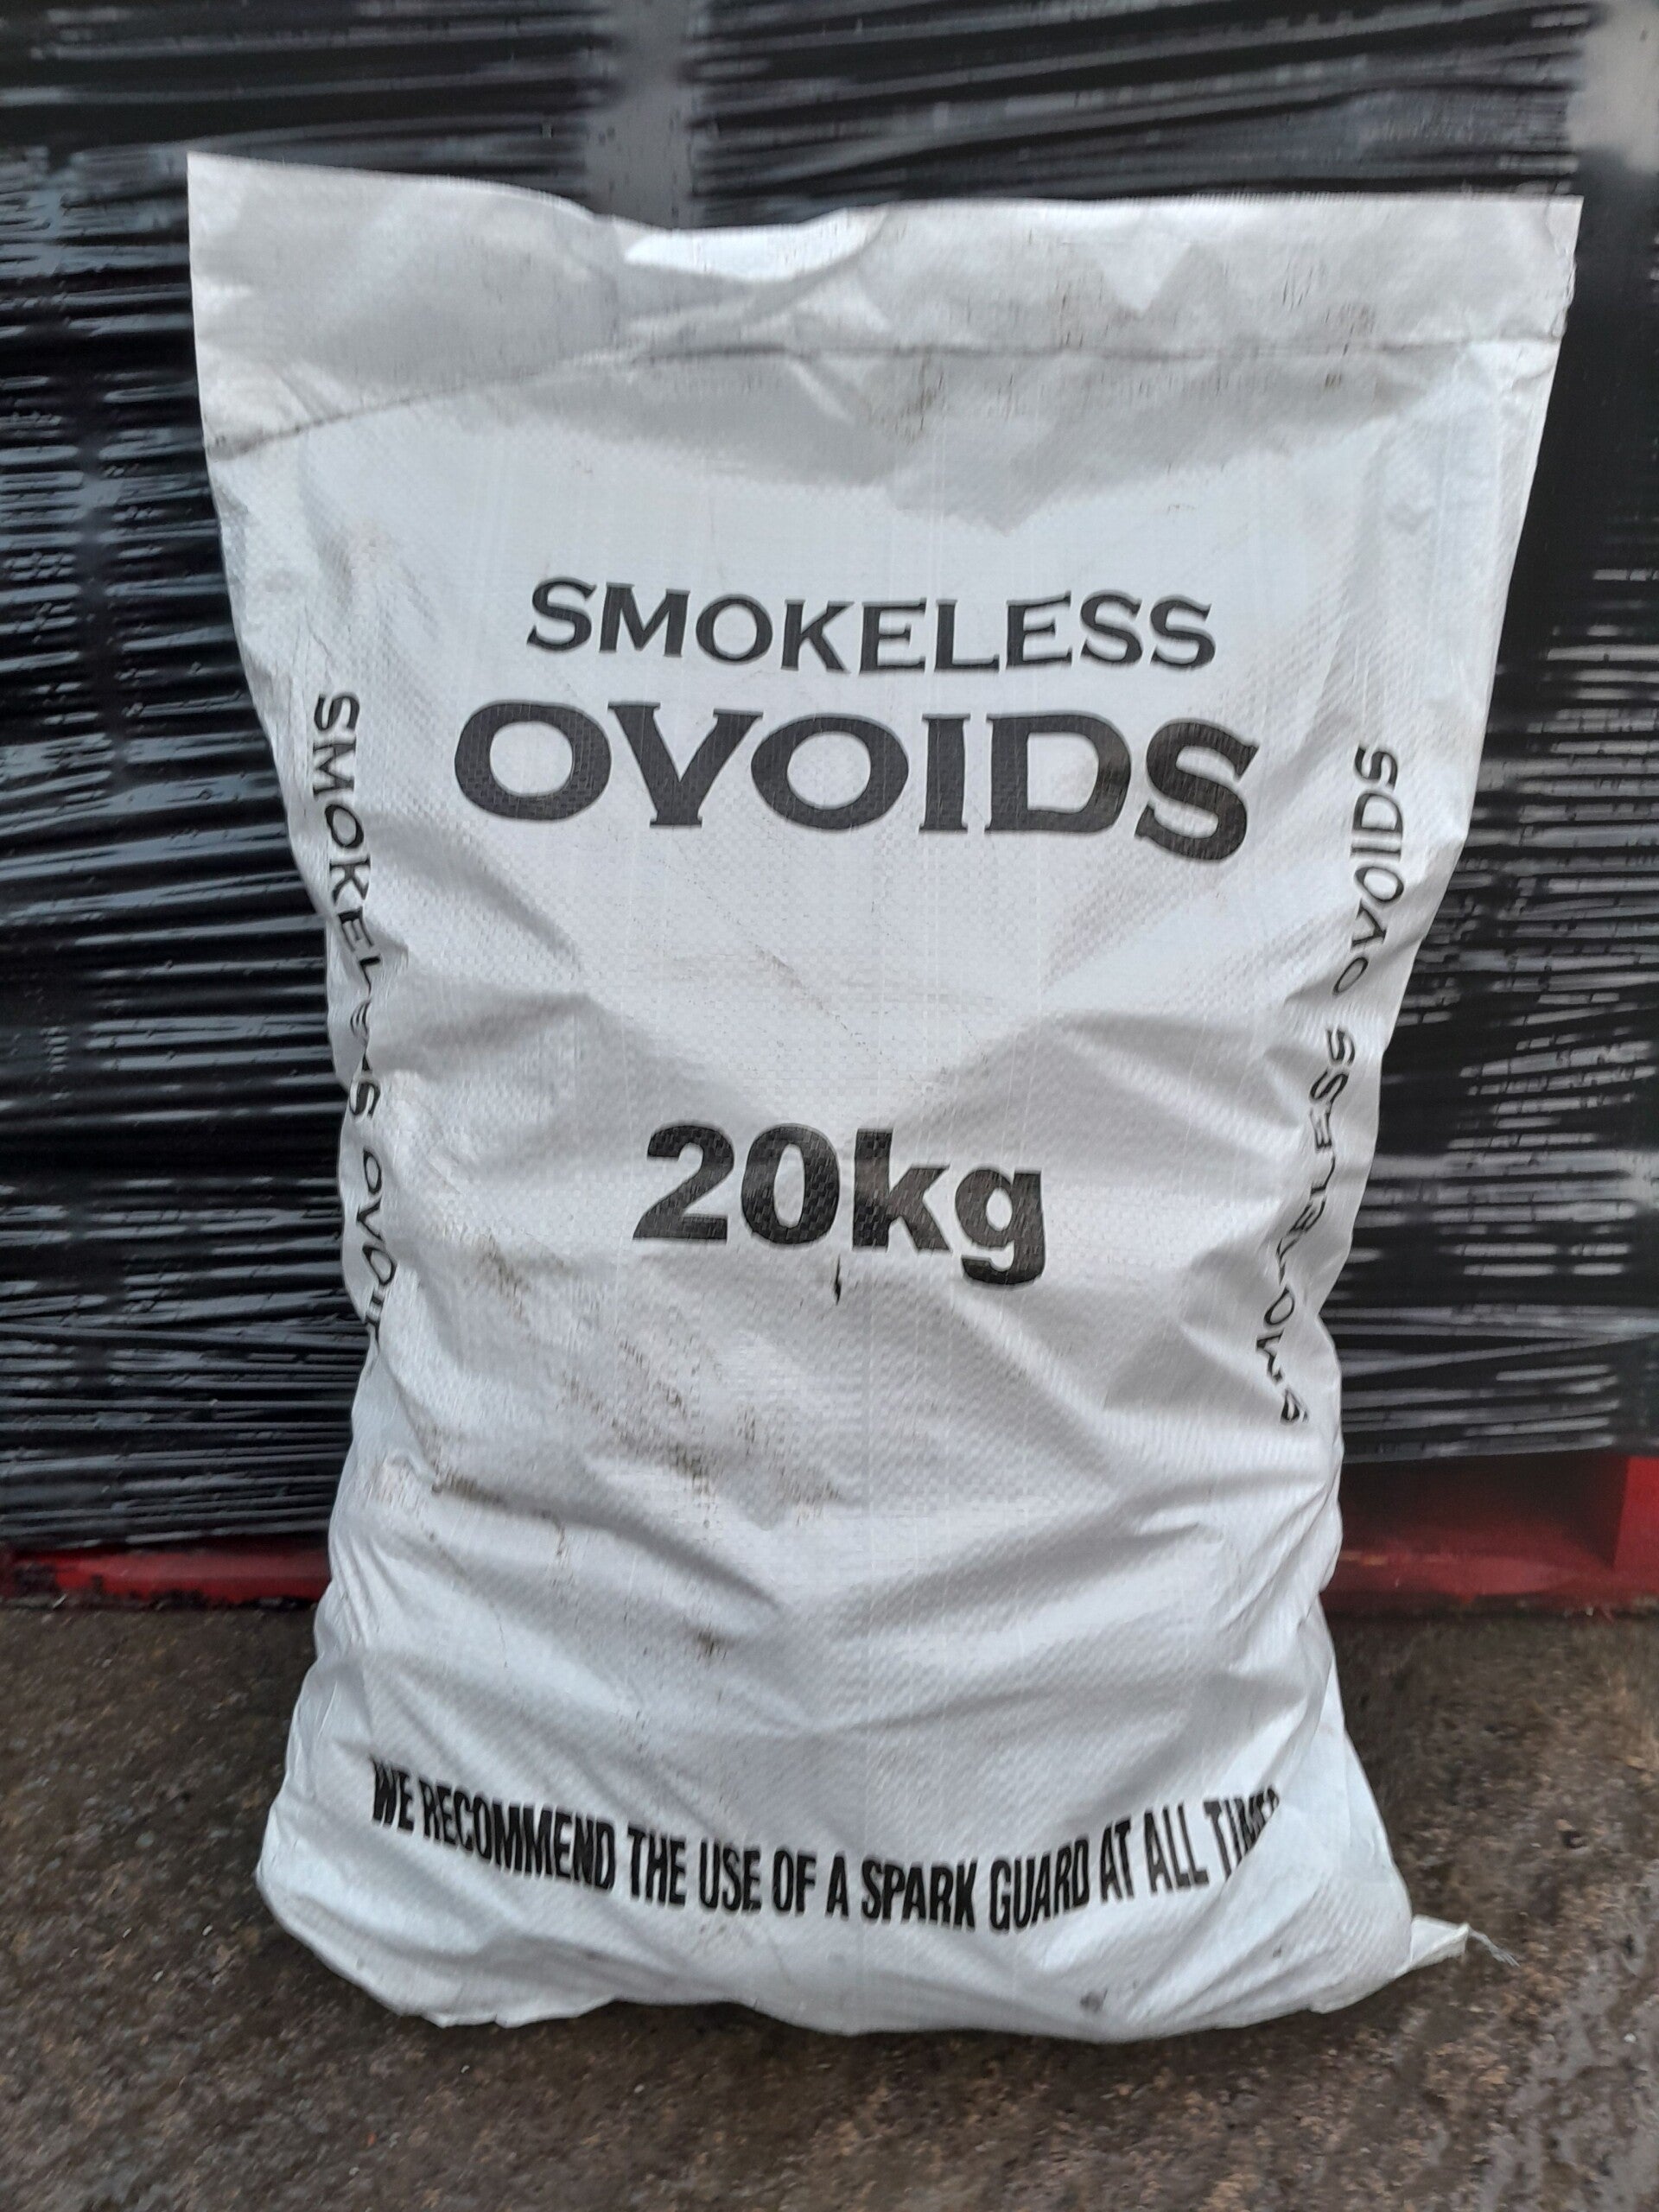 SMOKELESS
OVOIDS
SMOKELESS OVOIDS
SMOKELESS OVOIDS
20kg
WE RECOMMEND THE USE OF A SPARK GUARD AT ALL TIMES